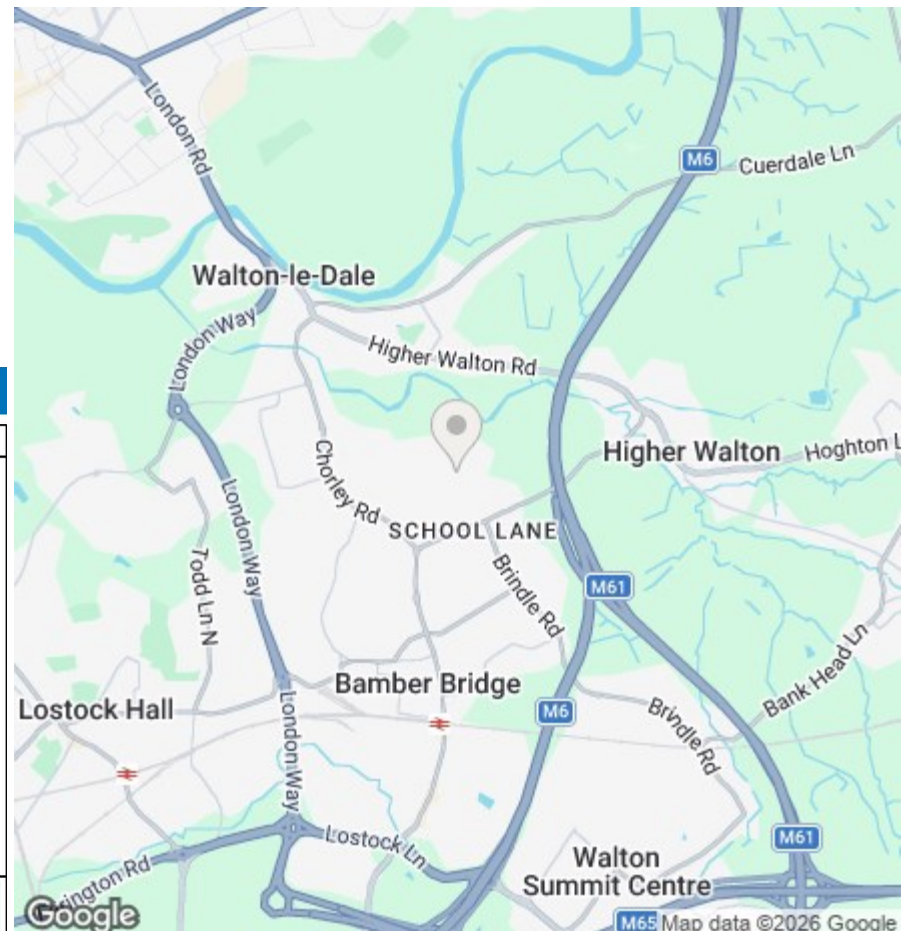 London Rd
M6
Cuerdale Ln
Walton-le-Dale
London Way
Higher Walton Rd
Higher Walton
Hoghton L
Chorley Rd
SCHOOL LANE
London Way
Todd Ln N
Brindle Rd
M61
Bamber Bridge
Lostock Hall
Bank Head Ln
M6
Brindle Rd
London Way
Lostock Ln
M61
Walton
Summit Centre
rington Rd
Google
M65
Map data ©2026 Google